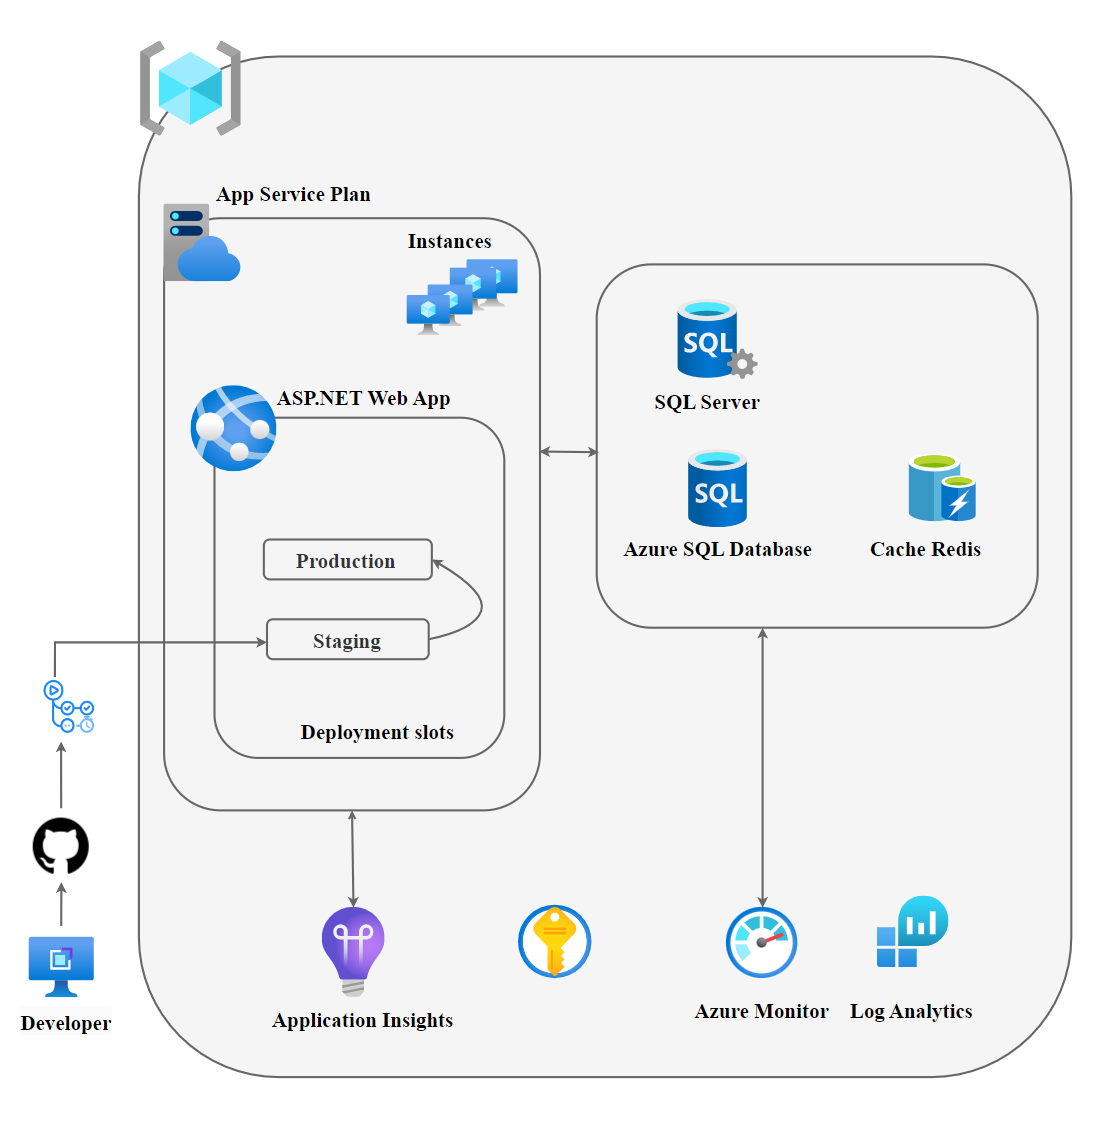 App Service Plan
Instances
ASP.NET Web App
SQL
SQL Server
SQL
Azure SQL Database
Cache Redis
Production
Staging
Deployment slots
Developer
Application Insights
Azure Monitor
Log Analytics